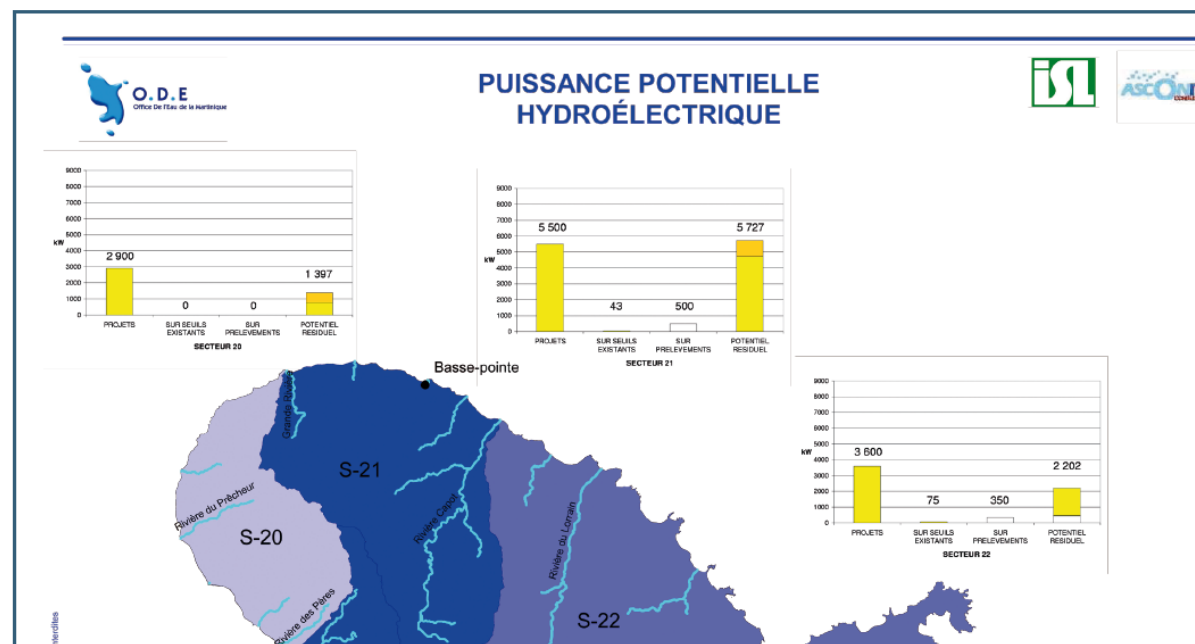 O.D.E
Office De l'Eau de la Martinique
PUISSANCE POTENTIELLE
HYDROÉLECTRIQUE
iSL
kW
9000
8000
7000
6000
5000
4000
3000
2000
1000
0
2 900
0
0
1 397
PROJETS
SUR SEUILS
EXISTANTS
SUR
PRELEVEMENTS
POTENTIEL
RESIDUEL
SECTEUR 20
kW
9000
8000
7000
6000
5000
4000
3000
2000
1000
0
5 500
43
500
5 727
PROJETS
SUR SEUILS
EXISTANTS
SUR
PRELEVEMENTS
POTENTIEL
RESIDUEL
SECTEUR 21
kW
9000
8000
7000
6000
5000
4000
3000
2000
1000
0
3 600
75
350
2 202
PROJETS
SUR SEUILS
EXISTANTS
SUR
PRELEVEMENTS
POTENTIEL
RESIDUEL
SECTEUR 22
Basse-pointe
Grande Rivière
S-21
Rivière du Prêcheur
S-20
Rivière Capot
Rivière du Lorrain
Rivière des Pères
S-22